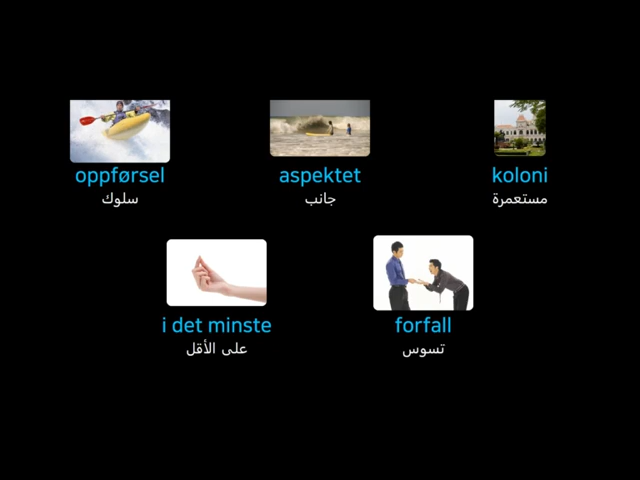 oppførsel
سلوك
aspektet
جانب
koloni
مستعمرة
i det minste
على الأقل
forfall
تسوس